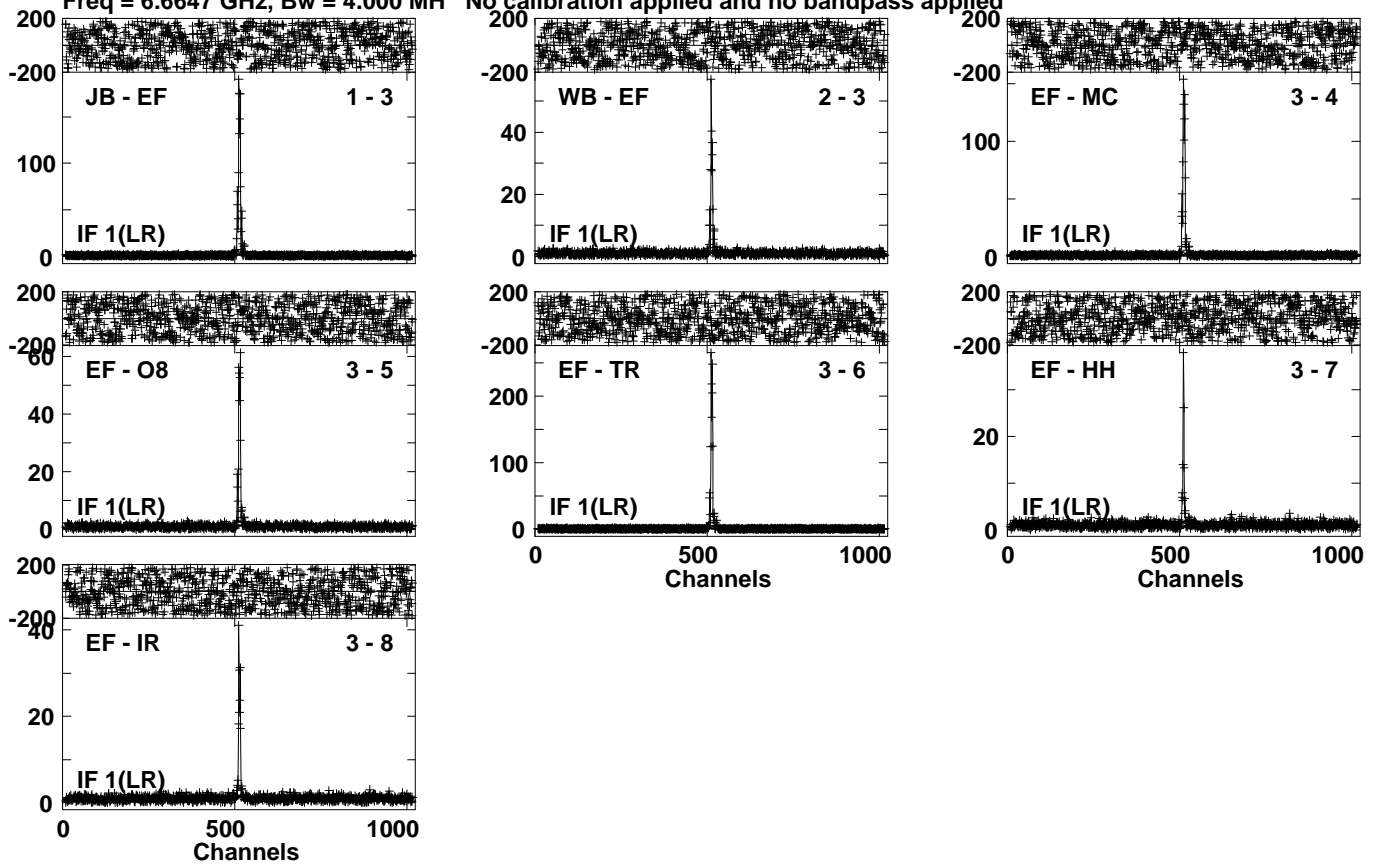 Freq = 6.6647 GHz, Bw = 4.000 MH No calibration applied and no bandpass applied
200
-200
JB - EF 1 - 3
100
IF 1(LR)
0
200
-200
WB - EF 2 - 3
40
20
IF 1(LR)
0
200
-200
EF - MC 3 - 4
100
IF 1(LR)
0
200
-200
60
EF - O8 3 - 5
40
20
IF 1(LR)
0
200
-200
EF - TR 3 - 6
200
100
IF 1(LR)
0
0 500 1000
Channels
200
-200
EF - HH 3 - 7
20
IF 1(LR)
0
0 500 1000
Channels
200
-200
40
EF - IR 3 - 8
20
IF 1(LR)
0
0 500 1000
Channels